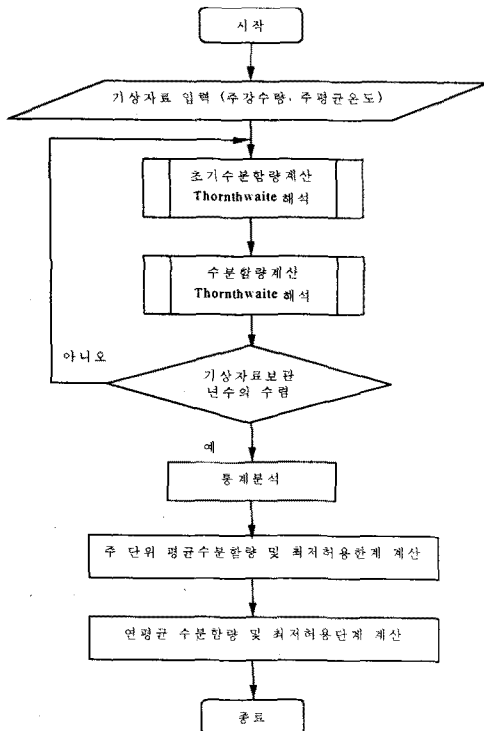 시작
기상자료 입력 (주강수량, 주평균온도)
초기수분함량계산
Thornthwaite 해석
수분함량계산
Thornthwaite 해석
아니오
기상자료보관
년수의 수렴
예
통계분석
주 단위 평균수분함량 및 최저허용한계 계산
연평균 수분함량 및 최저허용단계 계산
종료